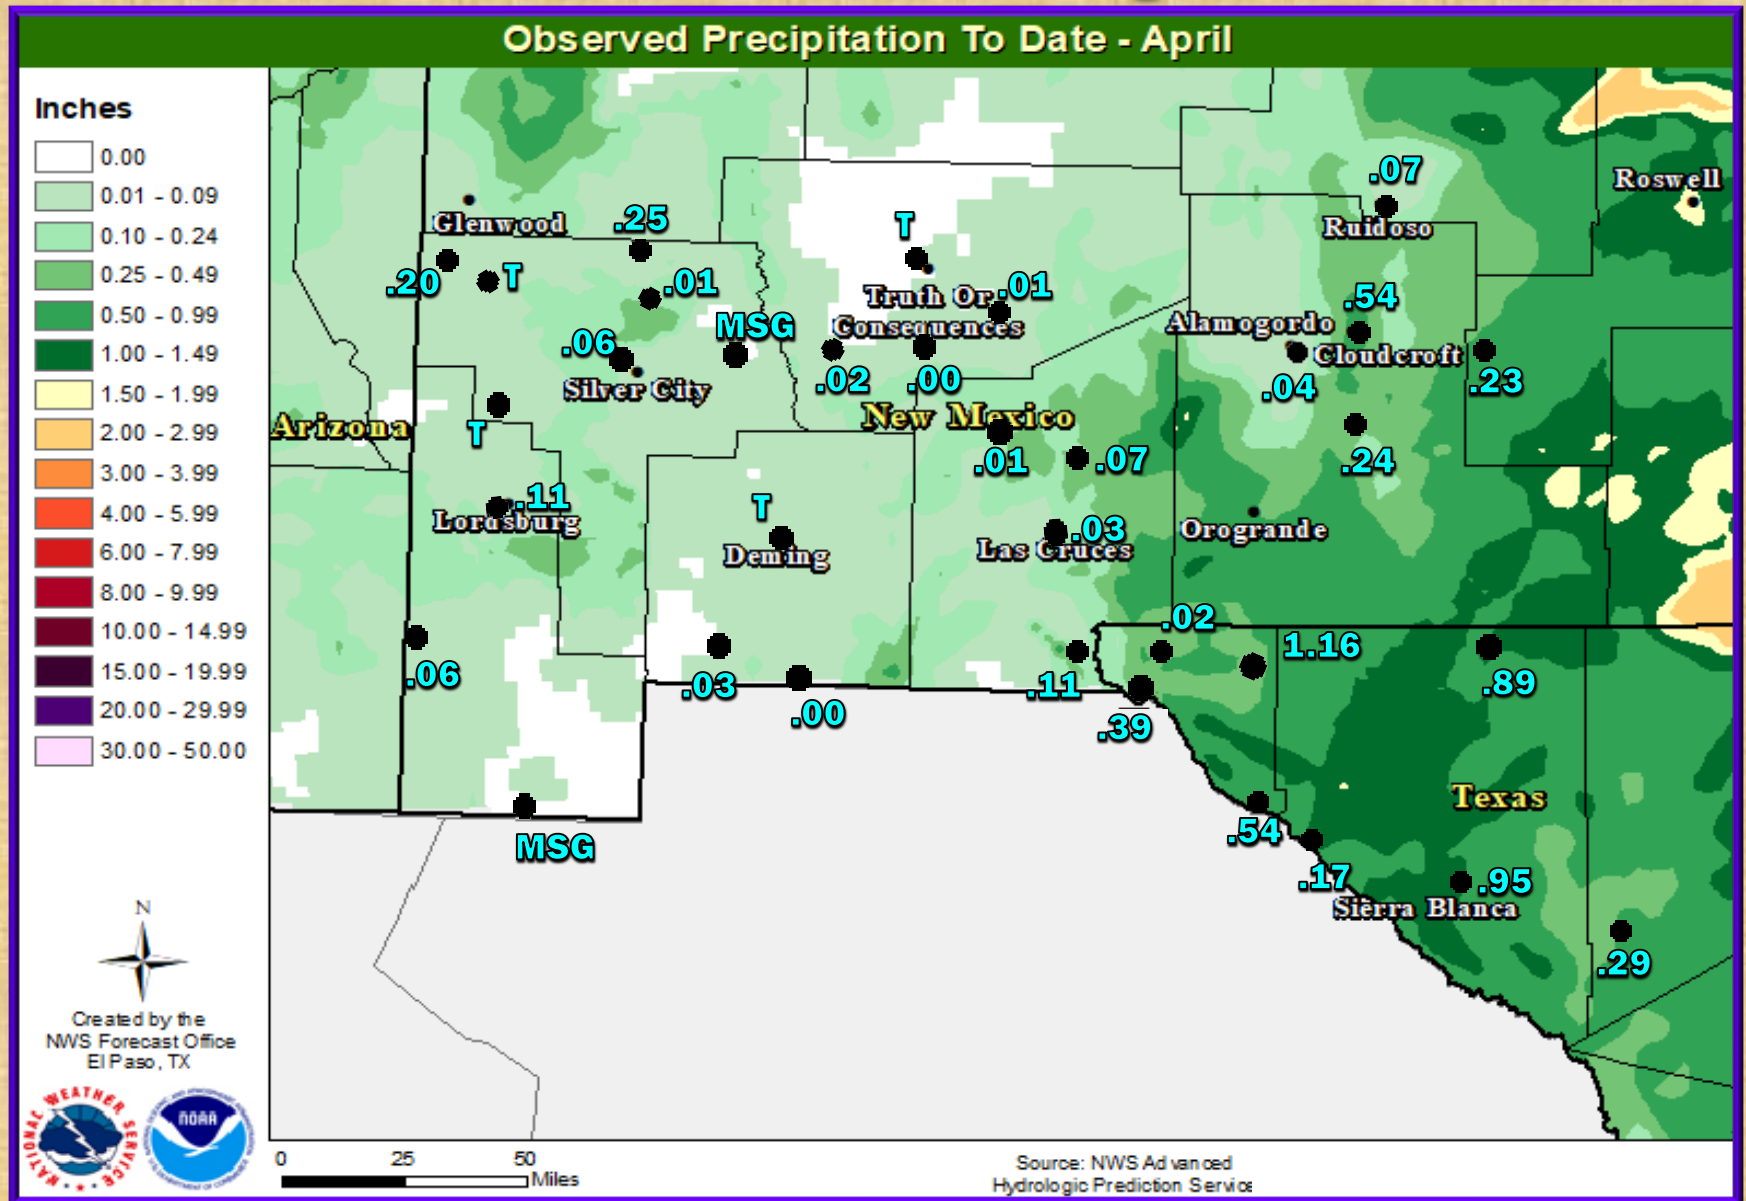 Observed Precipitation To Date - April
Inches
0.00
0.01 - 0.09
0.10 - 0.24
0.25 - 0.49
0.50 - 0.99
1.00 - 1.49
1.50 - 1.99
2.00 - 2.99
3.00 - 3.99
4.00 - 5.99
6.00 - 7.99
8.00 - 9.99
10.00 - 14.99
15.00 - 19.99
20.00 - 29.99
30.00 - 50.00
N
Created by the
NWS Forecast Office
El Paso, TX
NATIONAL WEATHER SERVICE
NOAA
.07
Roswell
Glenwood
.25
T
Ruidoso
.20
T
.01
Truth Or
.01
.54
MSG
Consequences
Alamogordo
.06
Cloudcroft
Silver City
.02
.00
.04
.23
Arizona
T
New Mexico
.01
.07
.24
.11
Lordsburg
T
Deming
.03
Las Cruces
Orogrande
.02
1.16
.06
.03
.11
.89
.00
.39
Texas
.54
MSG
.17
.95
Sierra Blanca
.29
0 25 50
Miles
Source: NWS Advanced
Hydrologic Prediction Service